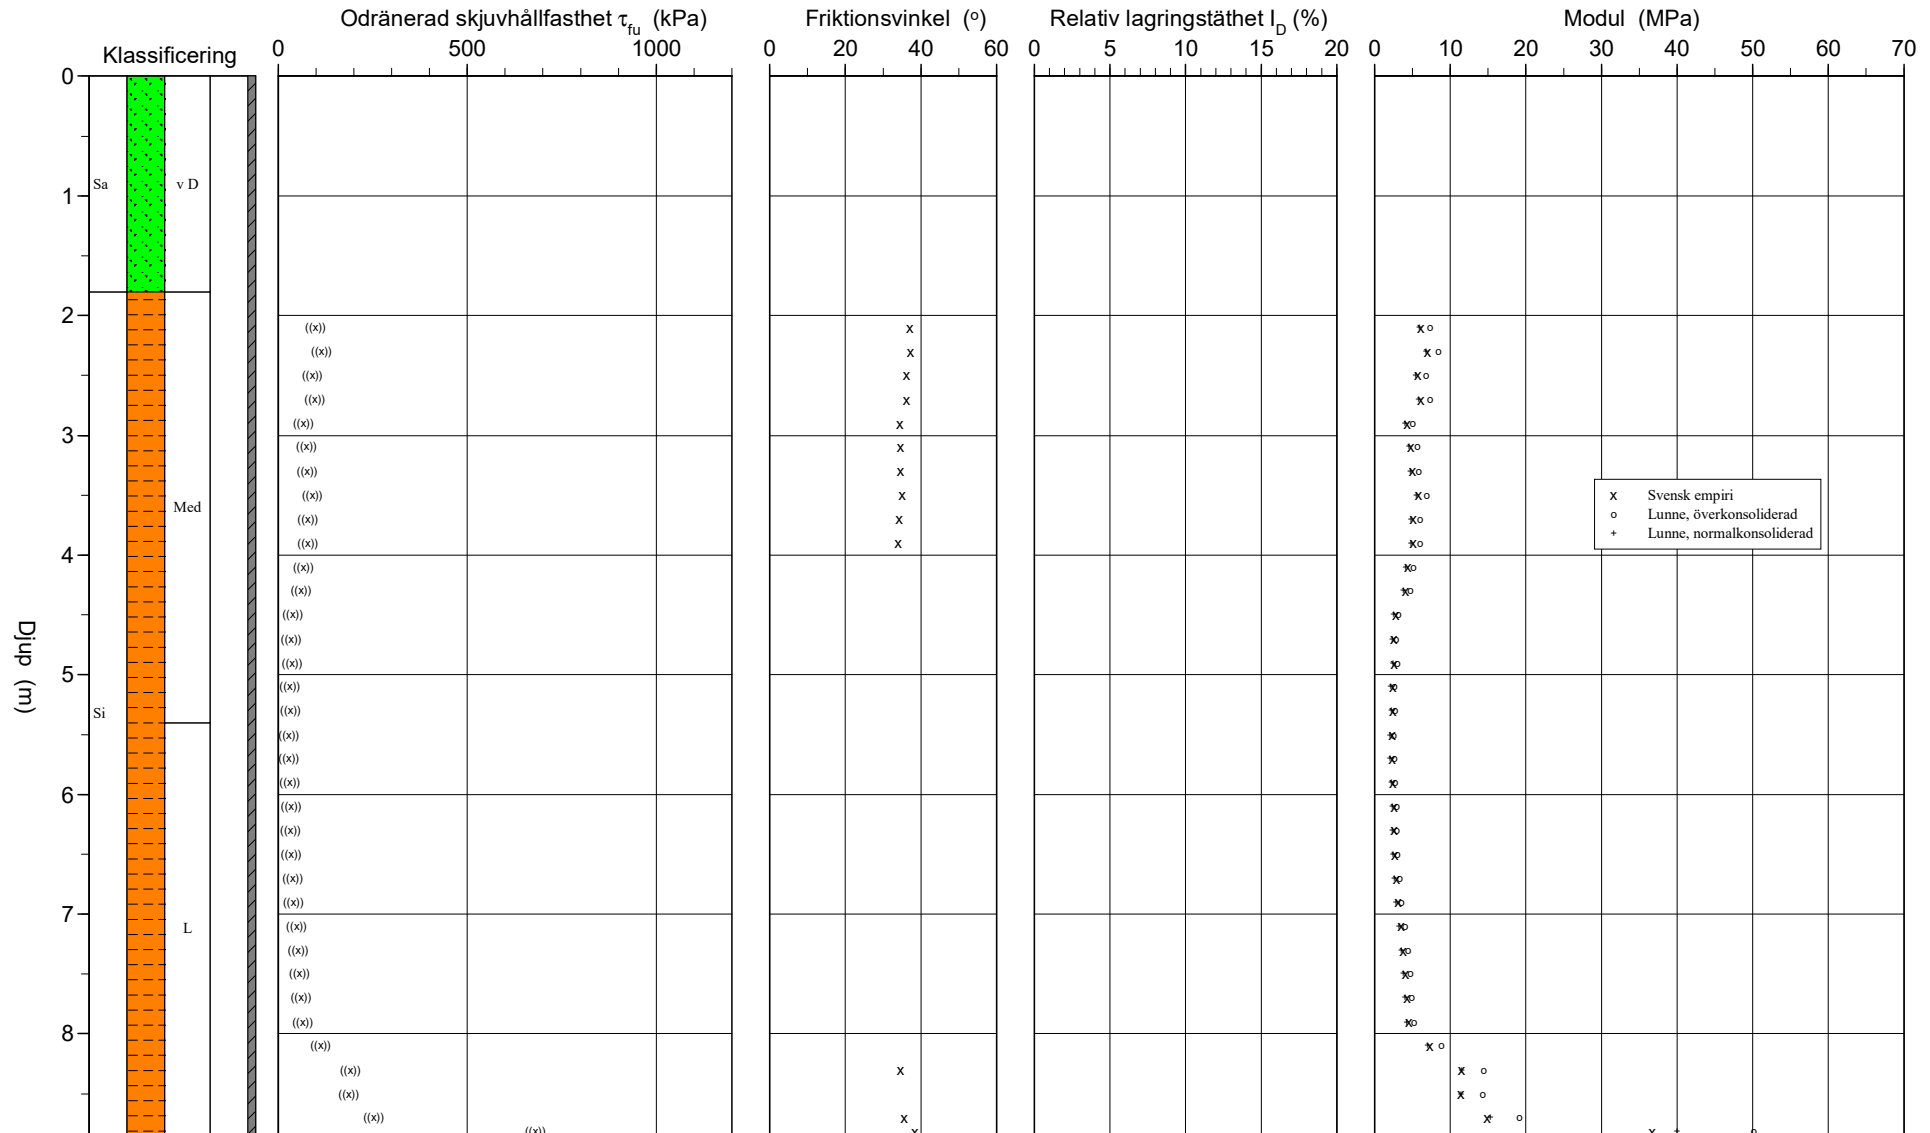 Odränerad skjuvhållfasthet τfu (kPa)
Friktionsvinkel (o)
Relativ lagringstäthet ID (%)
Modul (MPa)
Klassificering
0 500 1000
0 20 40 60
0 5 10 15 20
0 10 20 30 40 50 60 70
0
Sa
v D
1
2
((x)) x x o
((x)) x x o
((x)) x x o
((x)) x x o
((x)) x x o
3
((x)) x x o
((x)) x x o
((x)) x x o
Med
((x)) x x o
((x)) x x o
x Svensk empiri
o Lunne, överkonsoliderad
+ Lunne, normalkonsoliderad
4
((x)) x o
((x)) x o
((x)) x o
((x)) x o
((x)) x o
5
Djup (m)
((x)) x o
((x)) x o
Si
((x)) x o
((x)) x o
((x)) x o
6
((x)) x o
((x)) x o
((x)) x o
((x)) x o
((x)) x o
7
((x)) x o
L
((x)) x o
((x)) x o
((x)) x o
((x)) x o
8
((x)) x o
((x)) x x o
((x)) x o
((x)) x x o
((x)) x x + o